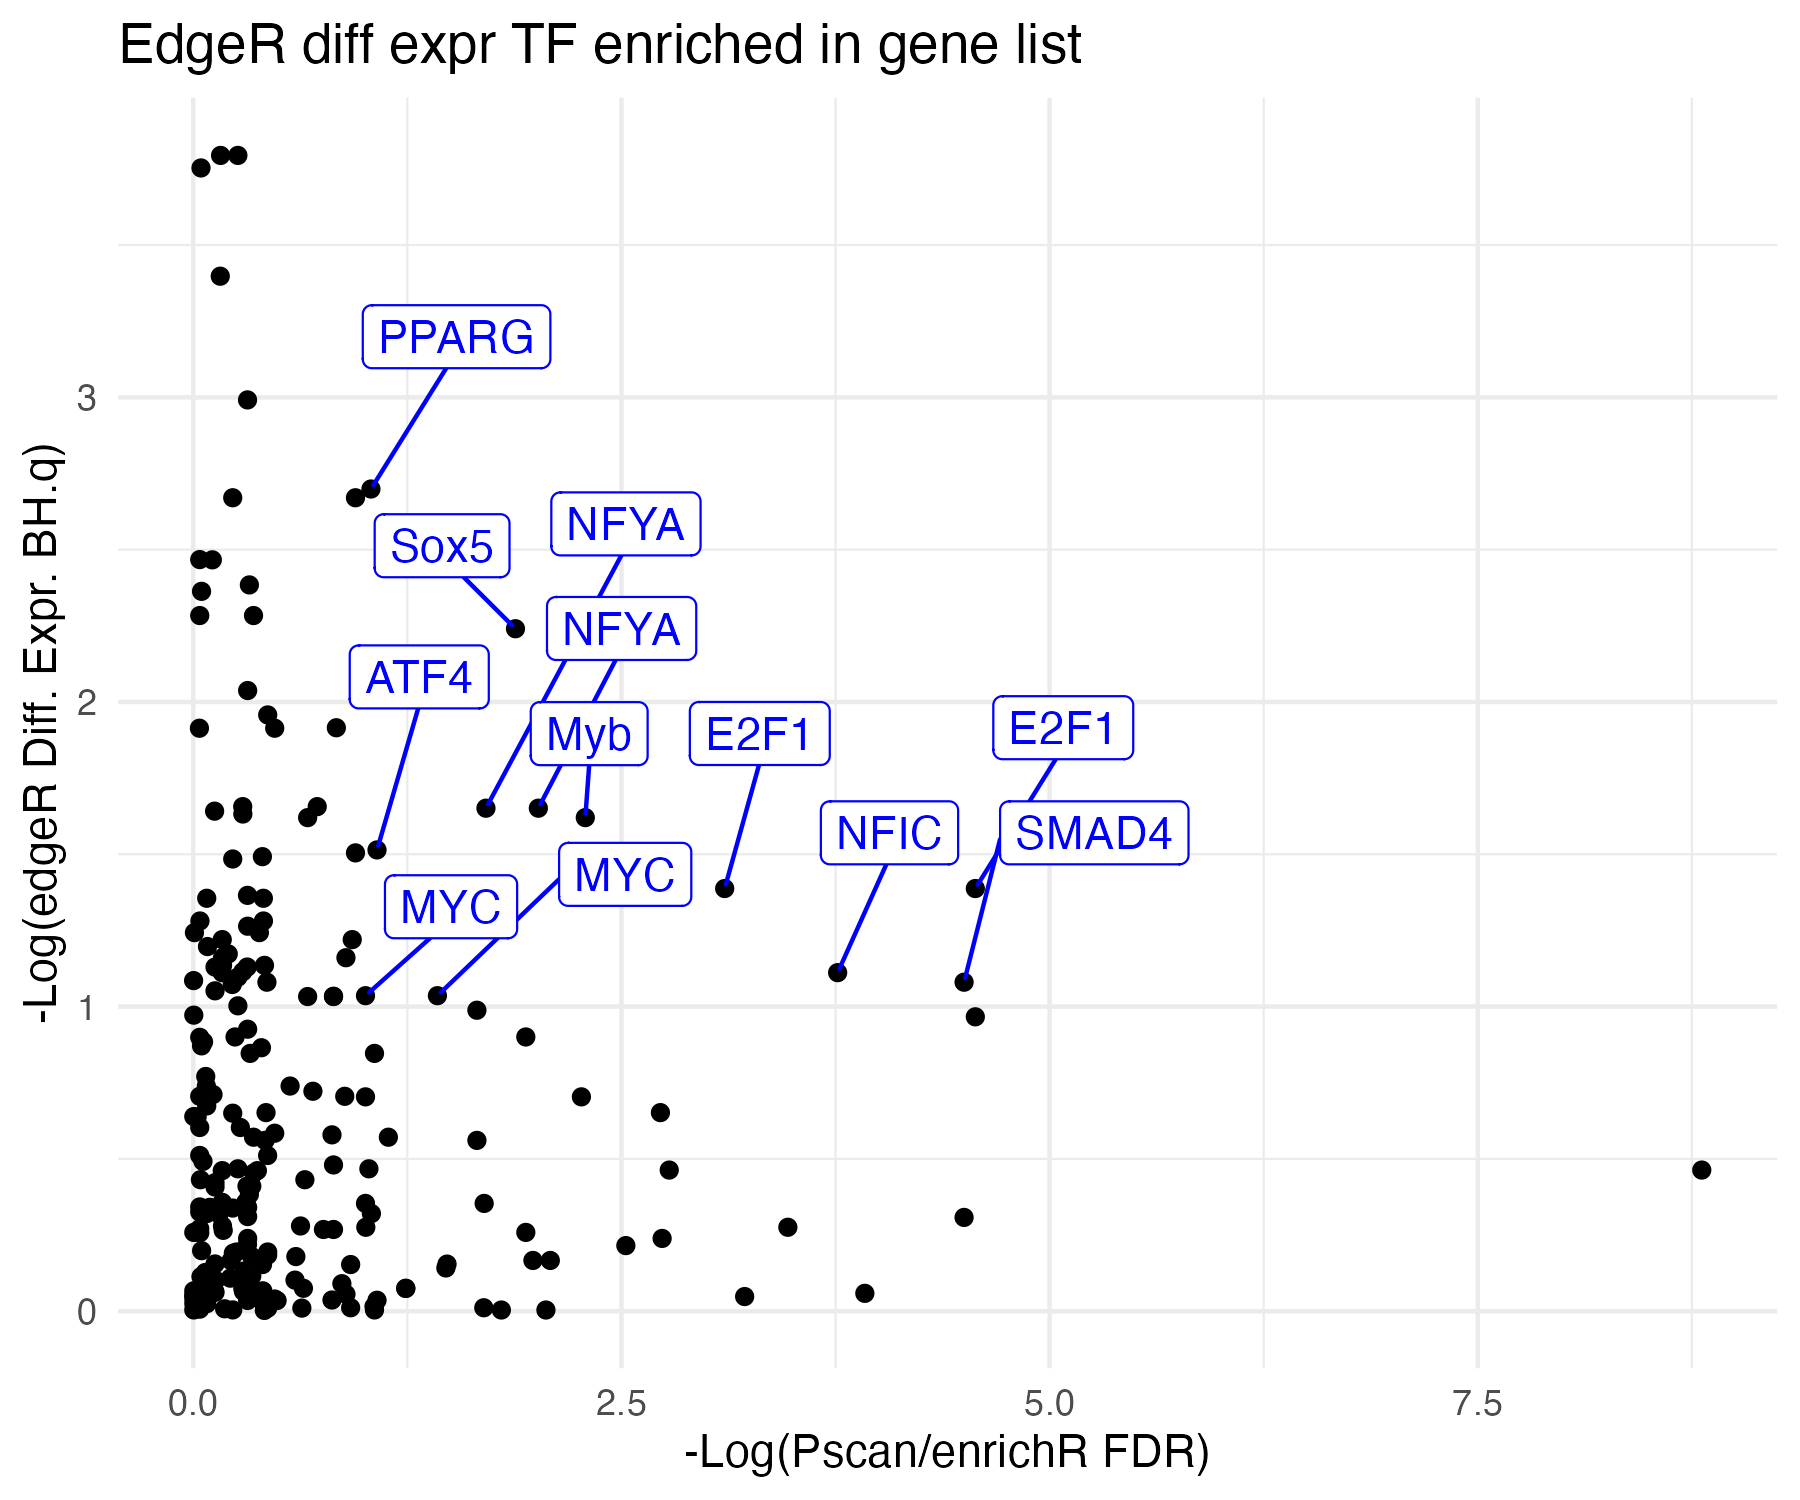 EdgeR diff expr TF enriched in gene list
-Log(edgeR Diff. Expr. BH.q)
3
2
1
0
PPARG
NFYA
Sox5
NFYA
ATF4
Myb
E2F1
E2F1
NFIC
SMAD4
MYC
MYC
0.0
2.5
5.0
7.5
-Log(Pscan/enrichR FDR)